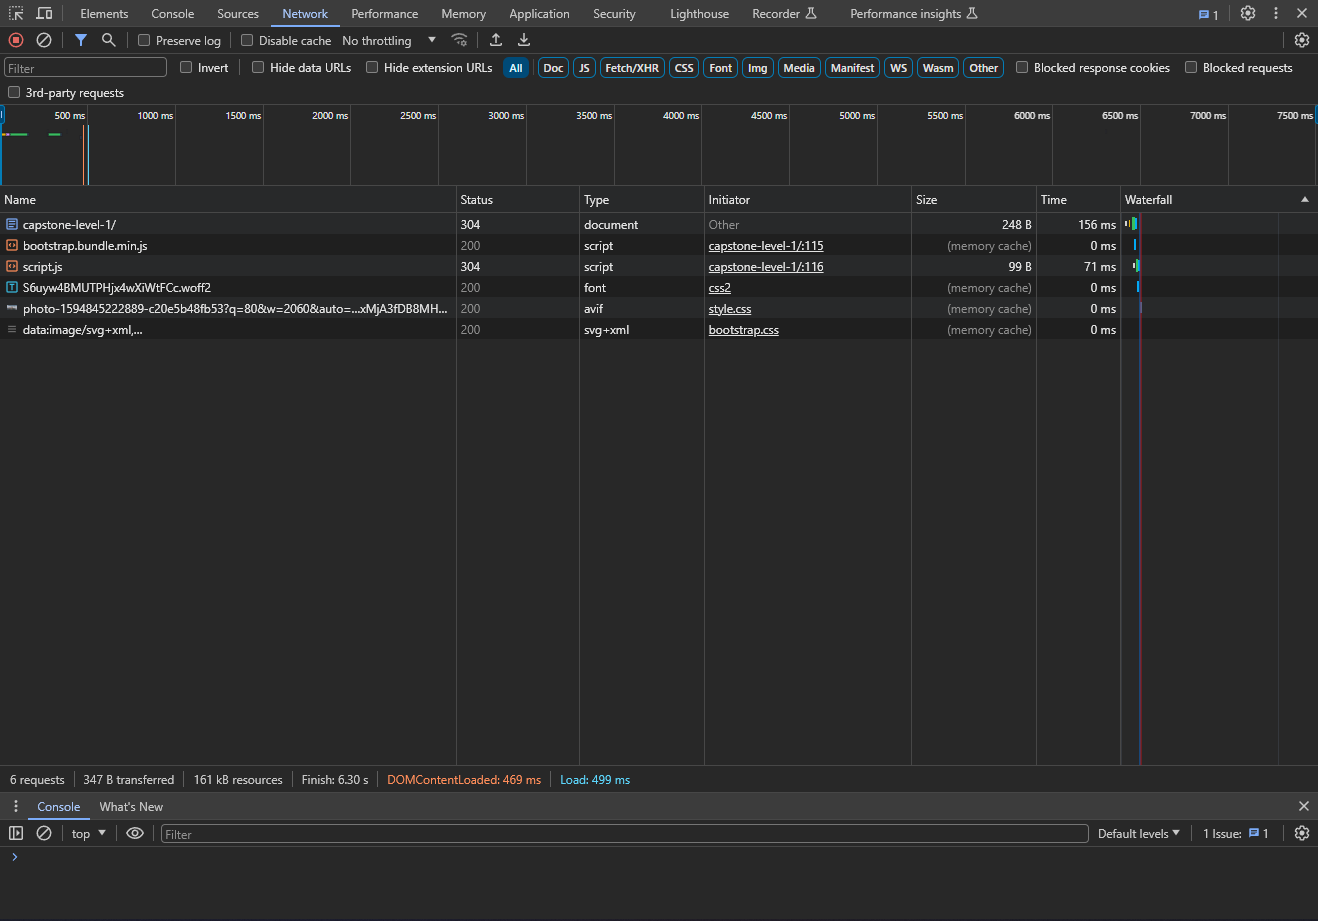 Elements Console Sources Network Performance Memory Application Security Lighthouse Recorder Performance insights 1
Preserve log Disable cache No throttling
Filter Invert Hide data URLs Hide extension URLs All Doc JS Fetch/XHR CSS Font Img Media Manifest WS Wasm Other Blocked response cookies Blocked requests
3rd-party requests
500 ms 1000 ms 1500 ms 2000 ms 2500 ms 3000 ms 3500 ms 4000 ms 4500 ms 5000 ms 5500 ms 6000 ms 6500 ms 7000 ms 7500 ms
Name Status Type Initiator Size Time Waterfall
capstone-level-1/ 304 document Other 248 B 156 ms
bootstrap.bundle.min.js 200 script capstone-level-1/:115 (memory cache) 0 ms
script.js 304 script capstone-level-1/:116 99 B 71 ms
S6uyw4BMUTPHjx4wXiWtFCc.woff2 200 font css2 (memory cache) 0 ms
photo-1594845222889-c20e5b48fb53?q=80&w=2060&auto=...xMjA3fDB8MH... 200 avif style.css (memory cache) 0 ms
data:image/svg+xml,... 200 svg+xml bootstrap.css (memory cache) 0 ms
6 requests 347 B transferred 161 kB resources Finish: 6.30 s DOMContentLoaded: 469 ms Load: 499 ms
Console What's New
top Filter Default levels 1 Issue: 1